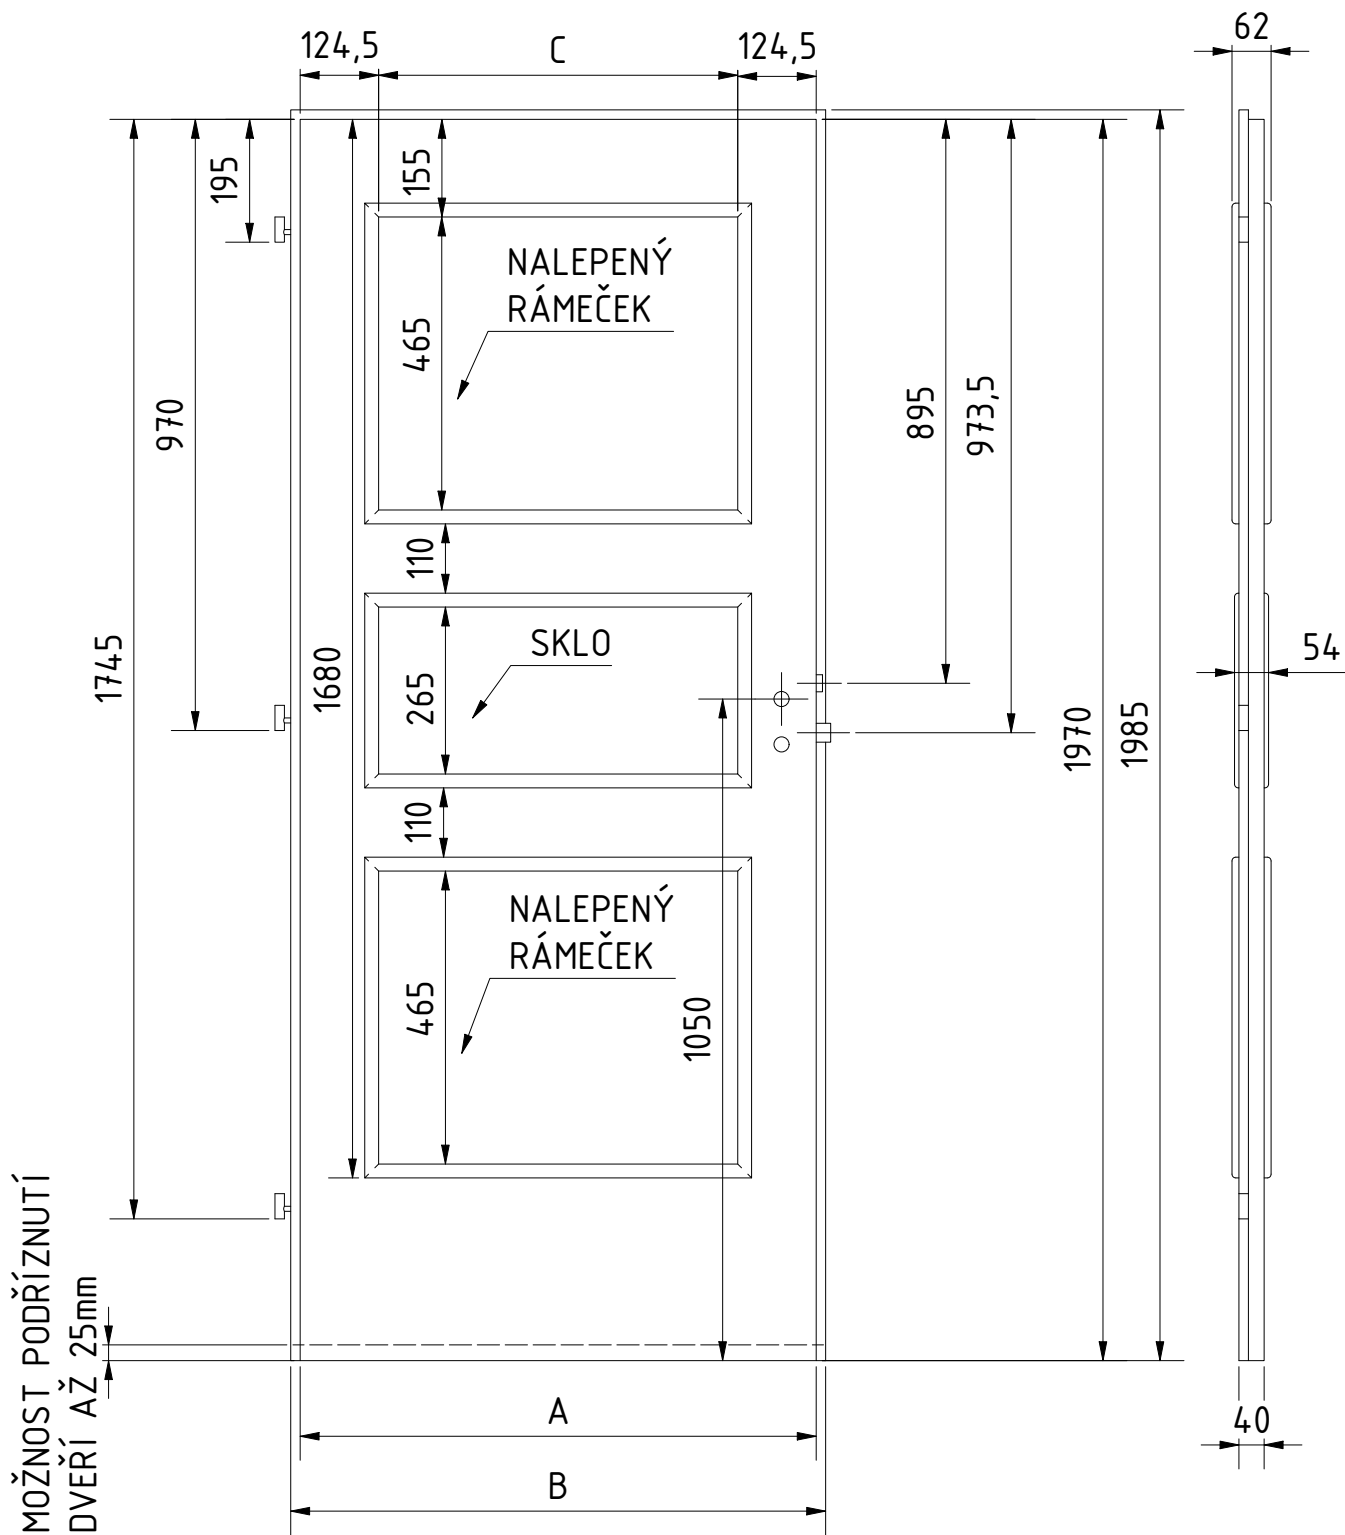 62
124,5
C
124,5
195
155
NALEPENÝ
RÁMEČEK
465
970
895
973,5
110
1745
1680
SKLO
265
54
1970
1985
110
NALEPENÝ
RÁMEČEK
465
1050
MOŽNOST PODŘÍZNUTÍ
DVEŘÍ AŽ 25mm
A
40
B